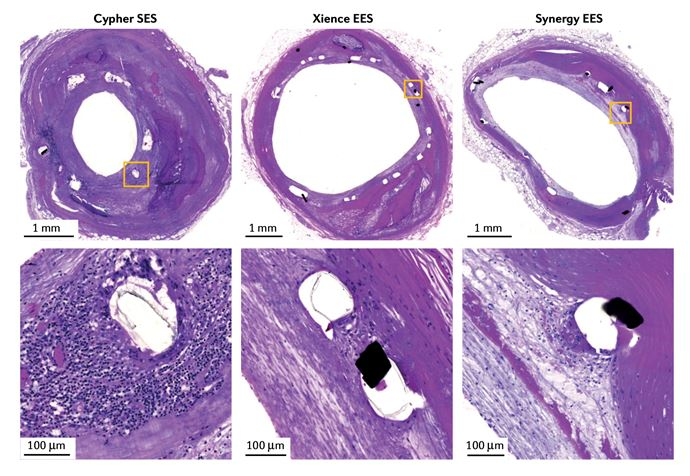 Cypher SES
Xience EES
Synergy EES
1 mm
1 mm
1 mm
100 µm
100 µm
100 µm